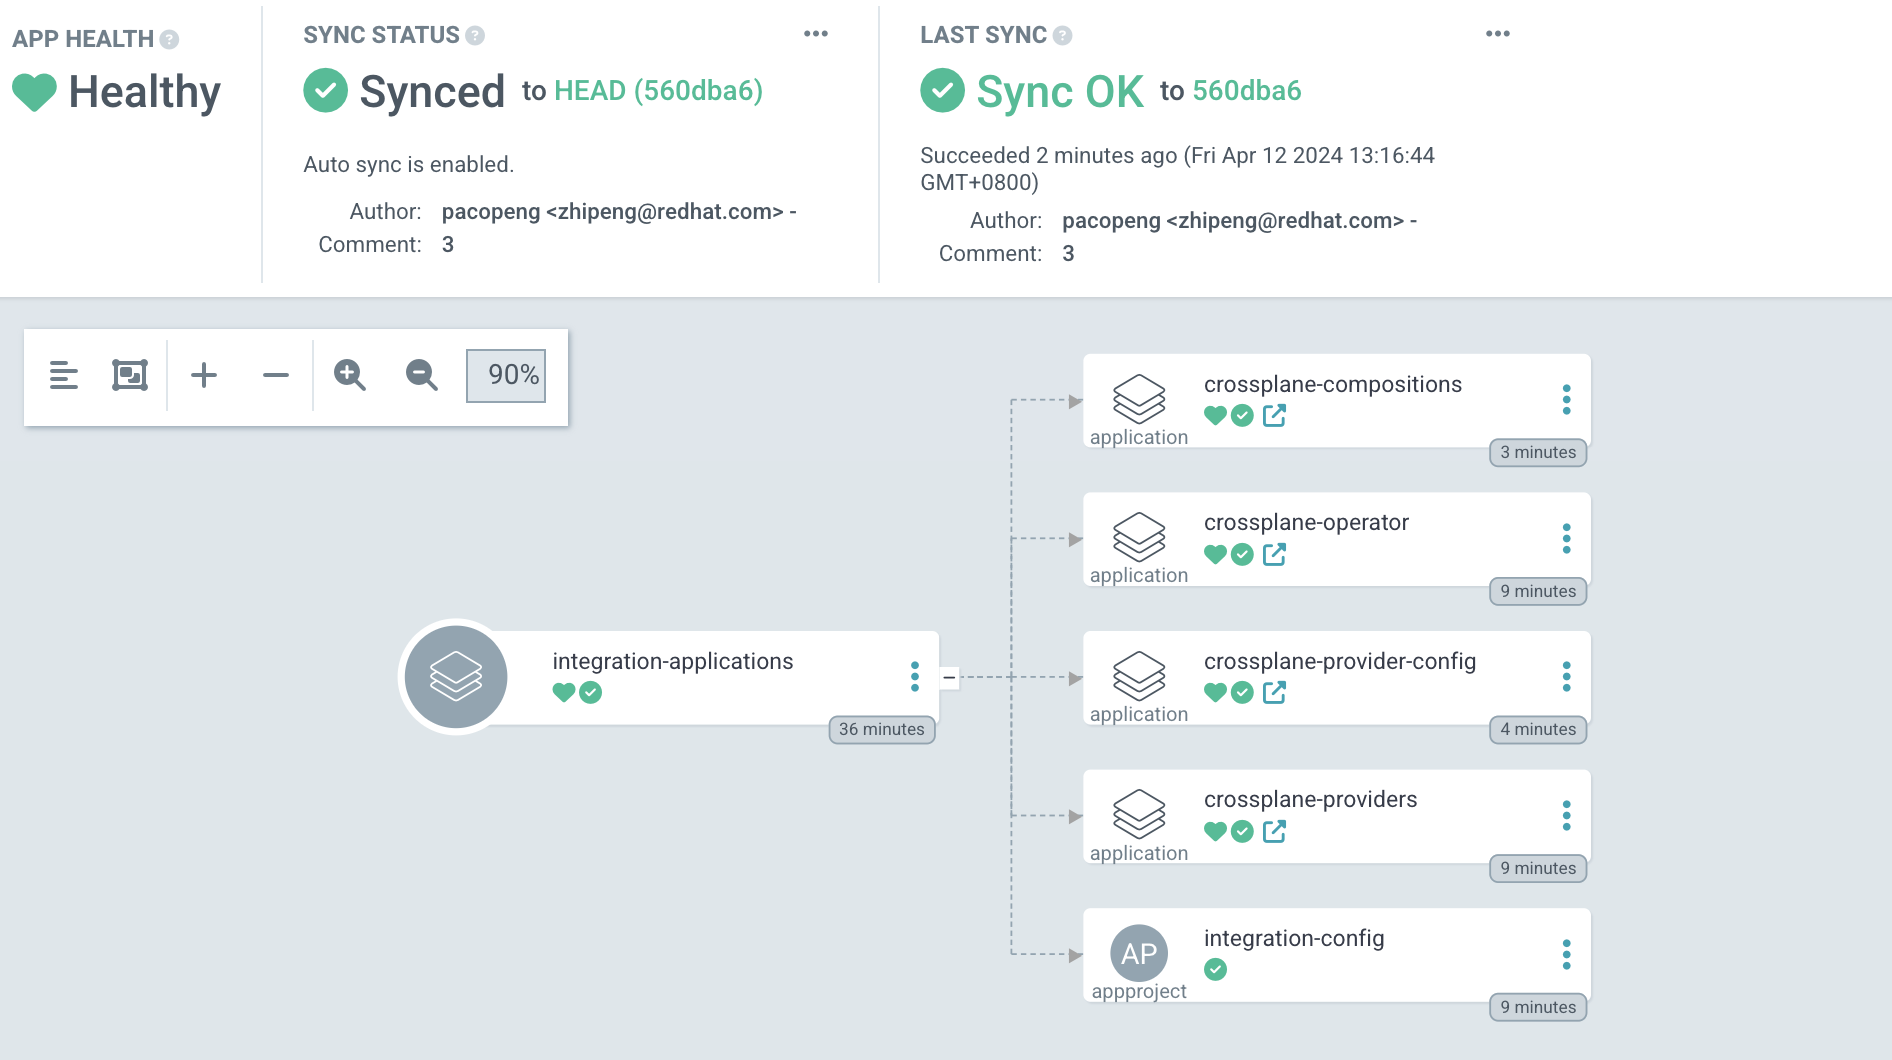 APP HEALTH ?
Healthy
SYNC STATUS ?
Synced to HEAD (560dba6)
Auto sync is enabled.
Author: pacopeng <zhipeng@redhat.com> -
Comment: 3
LAST SYNC ?
Sync OK to 560dba6
Succeeded 2 minutes ago (Fri Apr 12 2024 13:16:44
GMT+0800)
Author: pacopeng <zhipeng@redhat.com> -
Comment: 3
90%
integration-applications
36 minutes
crossplane-compositions
application
3 minutes
crossplane-operator
application
9 minutes
crossplane-provider-config
application
4 minutes
crossplane-providers
application
9 minutes
AP
integration-config
appproject
9 minutes